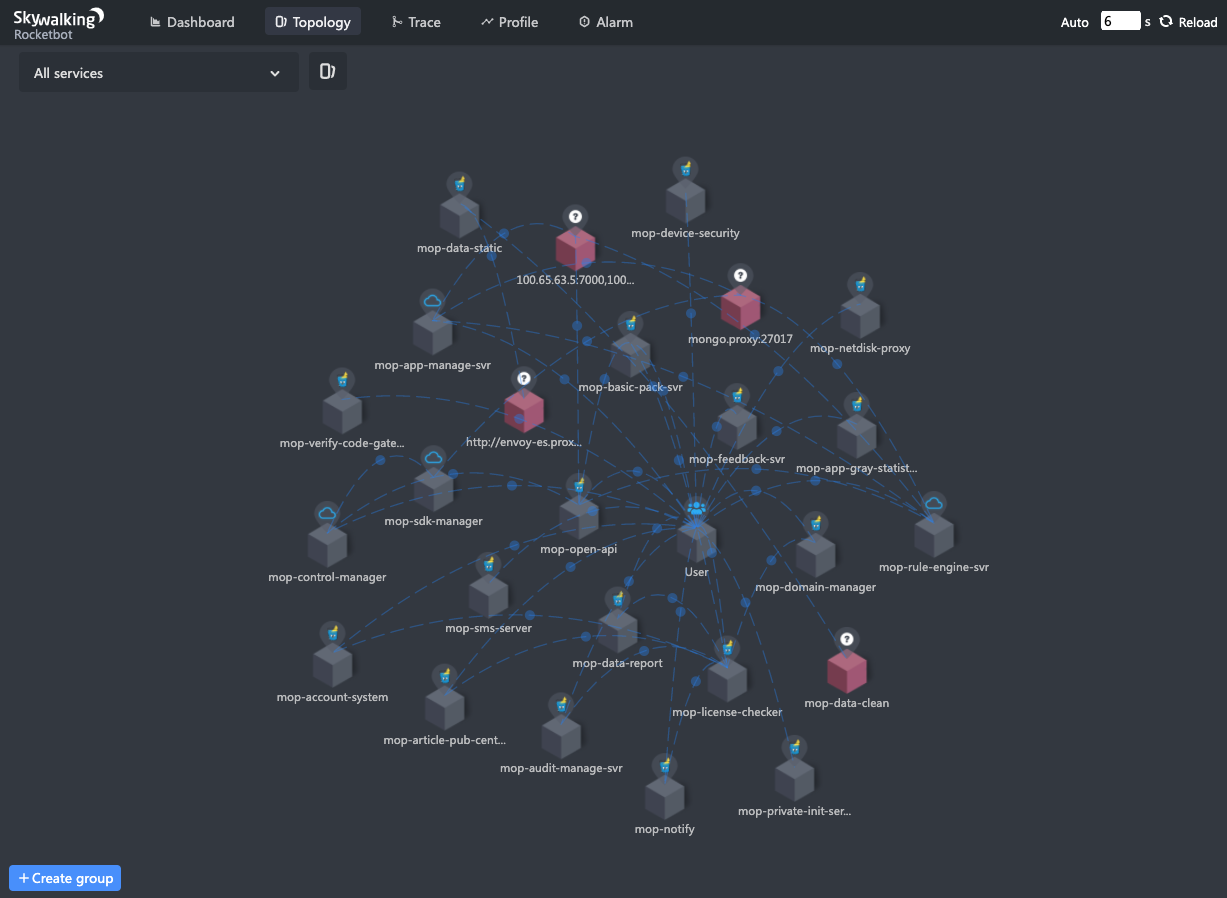 Skywalking
Rocketbot
Dashboard
Topology
Trace
Profile
Alarm
Auto
6
s
Reload
All services
mop-data-static
mop-device-security
100.65.63.5:7000,100...
mongo.proxy:27017
mop-netdisk-proxy
mop-app-manage-svr
mop-basic-pack-svr
mop-verify-code-gate...
http://envoy-es.prox...
mop-feedback-svr
mop-app-gray-statist...
mop-sdk-manager
mop-open-api
User
mop-rule-engine-svr
mop-control-manager
mop-domain-manager
mop-sms-server
mop-data-report
mop-account-system
mop-data-clean
mop-license-checker
mop-article-pub-cent...
mop-audit-manage-svr
mop-private-init-ser...
mop-notify
+ Create group